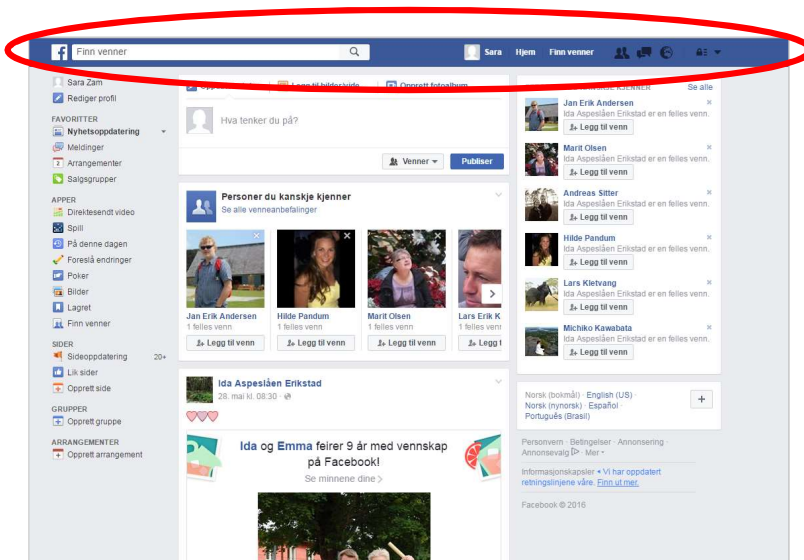 f Finn venner Sara Hjem Finn venner
Sara Zam
Rediger profil
FAVORITTER
Nyhetsoppdatering
Meldinger
2 Arrangementer
Salgsgrupper
APPER
Direktesendt video
Spill
På denne dagen
Foreslå endringer
Poker
Bilder
Lagret
Finn venner
SIDER
Sideoppdatering 20+
Lik sider
Opprett side
GRUPPER
Opprett gruppe
ARRANGEMENTER
Opprett arrangement
Opprett fotoalbum
Hva tenker du på?
Venner Publiser
Personer du kanskje kjenner
Se alle venneanbefalinger
Jan Erik Andersen
1 felles venn
Legg til venn
Hilde Pandum
1 felles venn
Legg til venn
Marit Olsen
1 felles venn
Legg til venn
Lars Erik K
1 felles venn
Legg t
Ida Aspeslåen Erikstad
28. mai kl. 08:30 ·
Ida og Emma feirer 9 år med vennskap
på Facebook!
Se minnene dine >
KJENNER Se alle
Jan Erik Andersen
Ida Aspeslåen Erikstad er en felles venn.
Legg til venn
Marit Olsen
Ida Aspeslåen Erikstad er en felles venn.
Legg til venn
Andreas Sitter
Ida Aspeslåen Erikstad er en felles venn.
Legg til venn
Hilde Pandum
Ida Aspeslåen Erikstad er en felles venn.
Legg til venn
Lars Kletvang
Ida Aspeslåen Erikstad er en felles venn.
Legg til venn
Michiko Kawabata
Ida Aspeslåen Erikstad er en felles venn.
Legg til venn
Norsk (bokmål) · English (US) ·
Norsk (nynorsk) · Español ·
Português (Brasil)
+
Personvern · Betingelser · Annonsering ·
Annonsevalg · Mer
Informasjonskapsler • Vi har oppdatert
retningslinjene våre. Finn ut mer.
Facebook © 2016